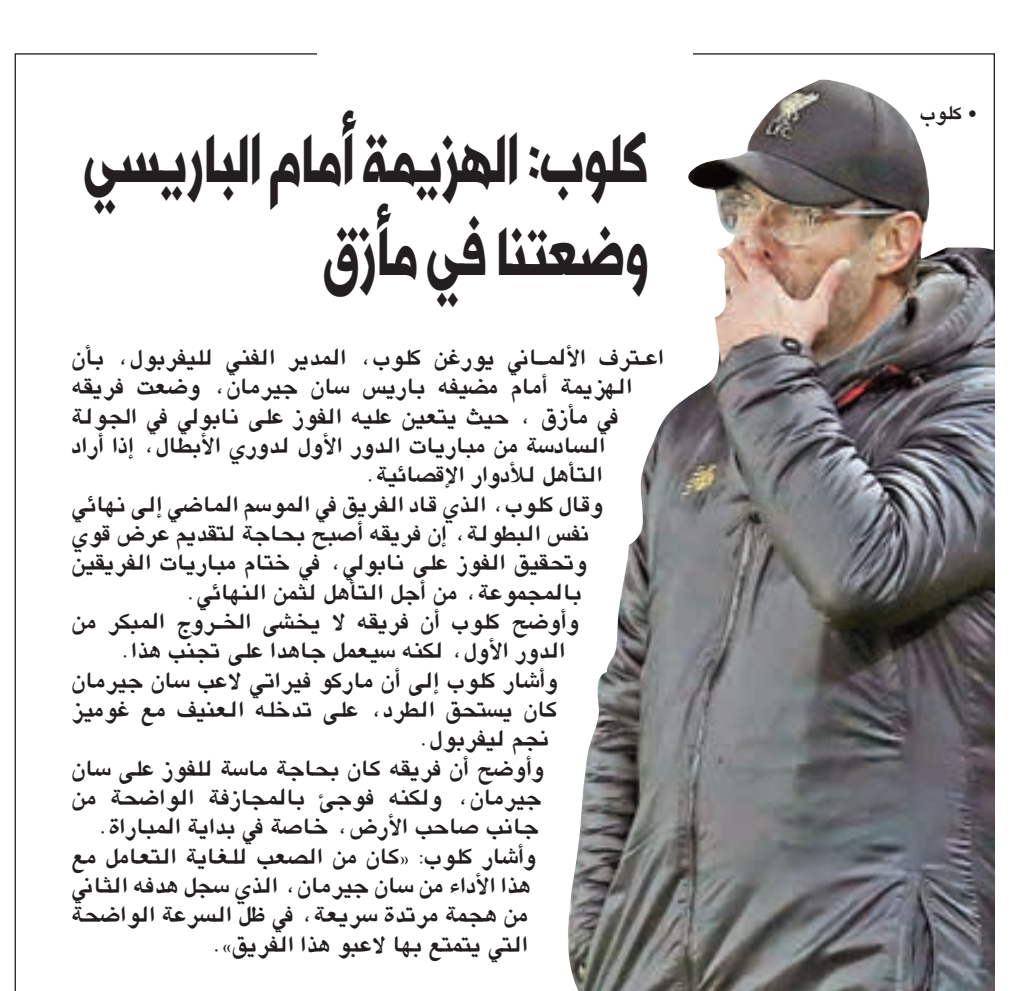 • كلوب
LFC
كلوب: الهزيمة أمام الباريسي
وضعتنا في مأزق
اعترف الألماني يورغن كلوب، المدير الفني لليفربول، بأن
الهزيمة أمام مضيفه باريس سان جيرمان، وضعت فريقه
في مأزق ، حيث يتعين عليه الفوز على نابولي في الجولة
السادسة من مباريات الدور الأول لدوري الأبطال، إذا أراد
التأهل للأدوار الإقصائية.
وقال كلوب، الذي قاد الفريق في الموسم الماضي إلى نهائي
نفس البطولة، إن فريقه أصبح بحاجة لتقديم عرض قوي
وتحقيق الفوز على نابولي، في ختام مباريات الفريقين
بالمجموعة، من أجل التأهل لثمن النهائي.
وأوضح كلوب أن فريقه لا يخشى الخروج المبكر من
الدور الأول، لكنه سيعمل جاهدا على تجنب هذا.
وأشار كلوب إلى أن ماركو فيراتي لاعب سان جيرمان
كان يستحق الطرد، على تدخله العنيف مع غوميز
نجم ليفربول.
وأوضح أن فريقه كان بحاجة ماسة للفوز على سان
جيرمان، ولكنه فوجئ بالمجازفة الواضحة من
جانب صاحب الأرض، خاصة في بداية المباراة.
وأشار كلوب: «كان من الصعب للغاية التعامل مع
هذا الأداء من سان جيرمان، الذي سجل هدفه الثاني
من هجمة مرتدة سريعة، في ظل السرعة الواضحة
التي يتمتع بها لاعبو هذا الفريق».